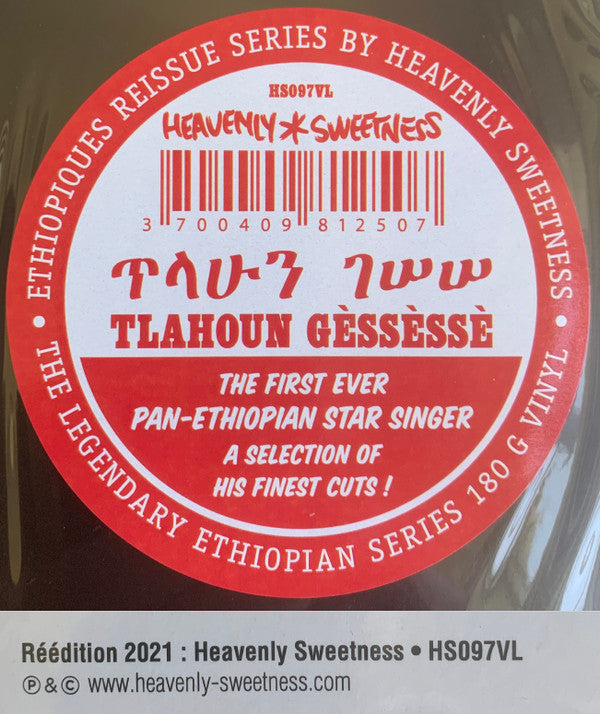 ETHIOPIQUES REISSUE SERIES BY HEAVENLY SWEETNESS •
HS097VL
HEAVENLY SWEETNESS
3 700409 812507
ጥላሁን ገሠሠ
TLAHOUN GÈSSÈSSÈ
THE FIRST EVER
PAN-ETHIOPIAN STAR SINGER
A SELECTION OF
HIS FINEST CUTS !
THE LEGENDARY ETHIOPIAN SERIES 180 G VINYL •
Réédition 2021 : Heavenly Sweetness • HS097VL
℗ & © www.heavenly-sweetness.com